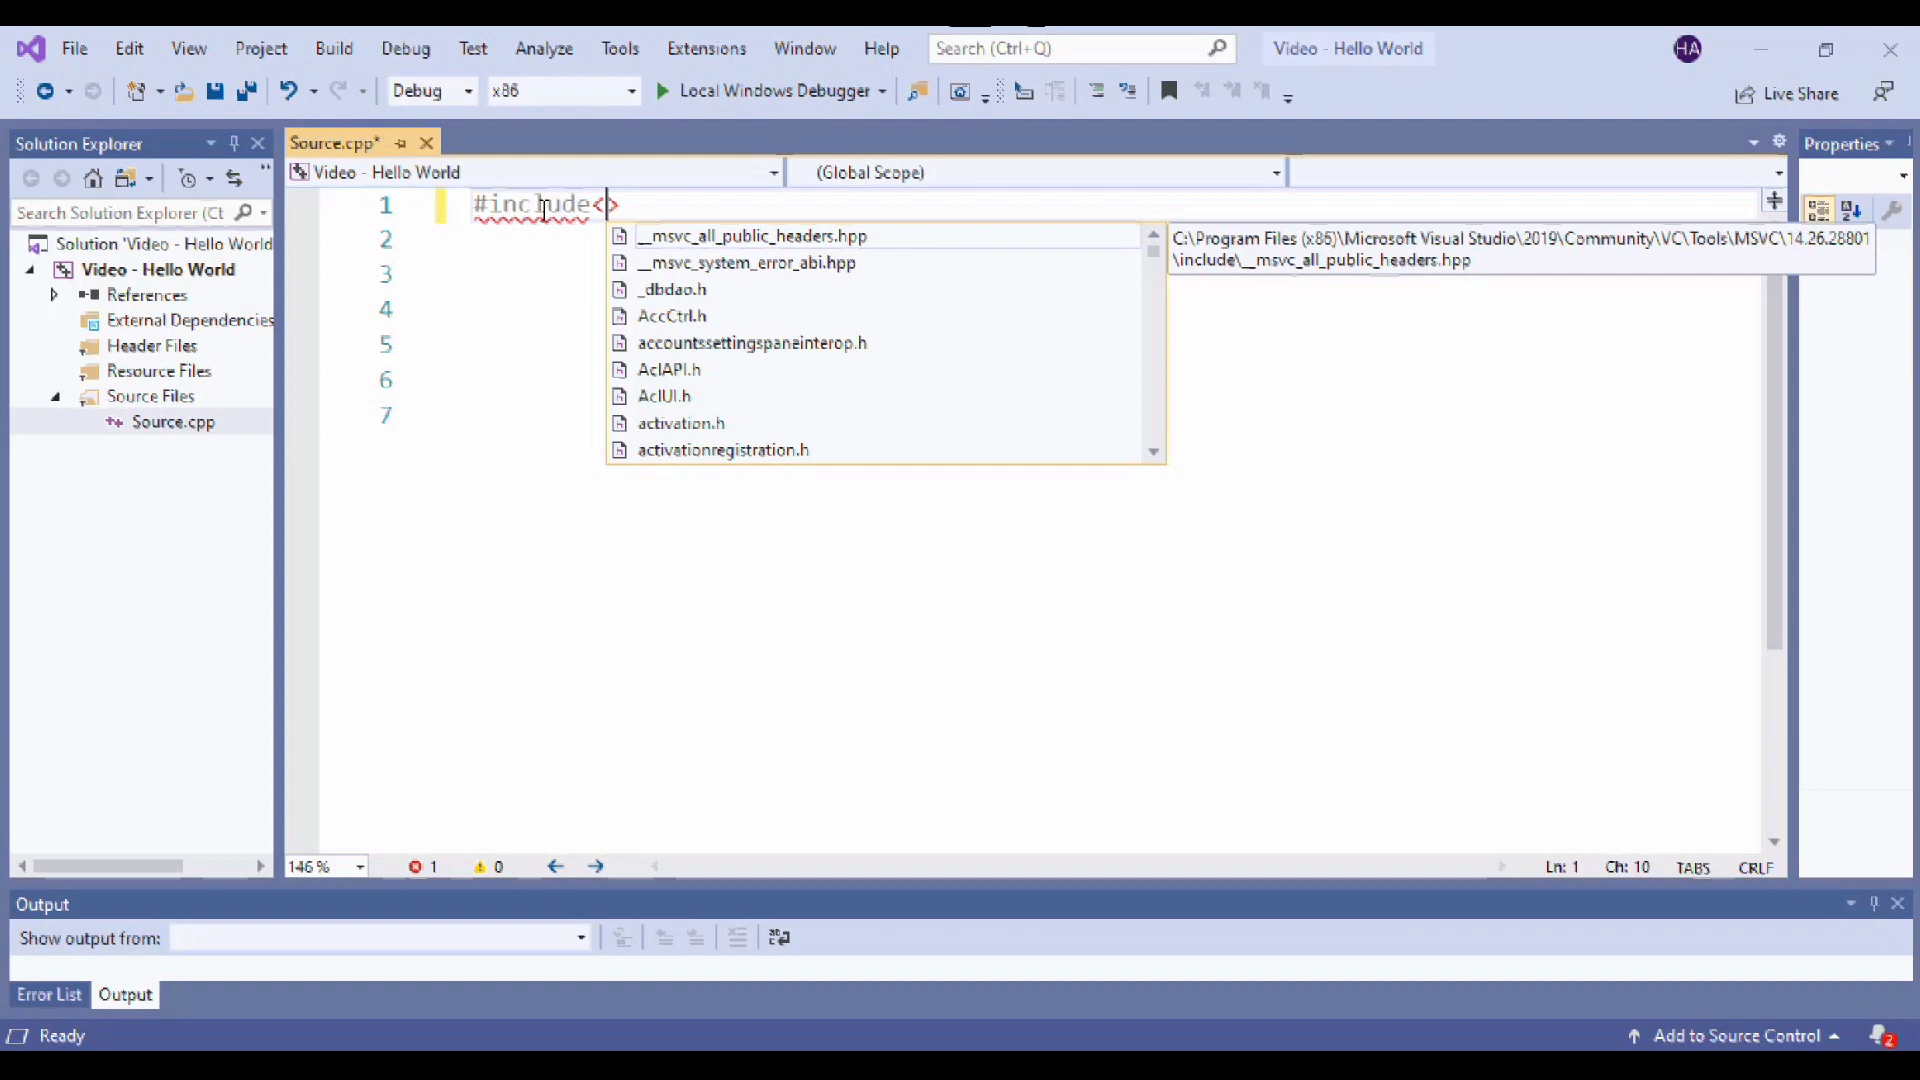 File Edit View Project Build Debug Test Analyze Tools Extensions Window Help Search (Ctrl+Q) Video - Hello World HA
Debug x86 Local Windows Debugger Live Share
Solution Explorer Source.cpp* Properties
Video - Hello World (Global Scope)
Search Solution Explorer (Ct
Solution 'Video - Hello World
Video - Hello World
References
External Dependencies
Header Files
Resource Files
Source Files
Source.cpp
1 #include<>
2
3
4
5
6
7
__msvc_all_public_headers.hpp
__msvc_system_error_abi.hpp
_dbdao.h
AccCtrl.h
accountssettingspaneinterop.h
AclAPI.h
AclUI.h
activation.h
activationregistration.h
C:\Program Files (x86)\Microsoft Visual Studio\2019\Community\VC\Tools\MSVC\14.26.28801
\include\__msvc_all_public_headers.hpp
146 % 1 0 Ln: 1 Ch: 10 TABS CRLF
Output
Show output from:
Error List Output
Ready Add to Source Control 2